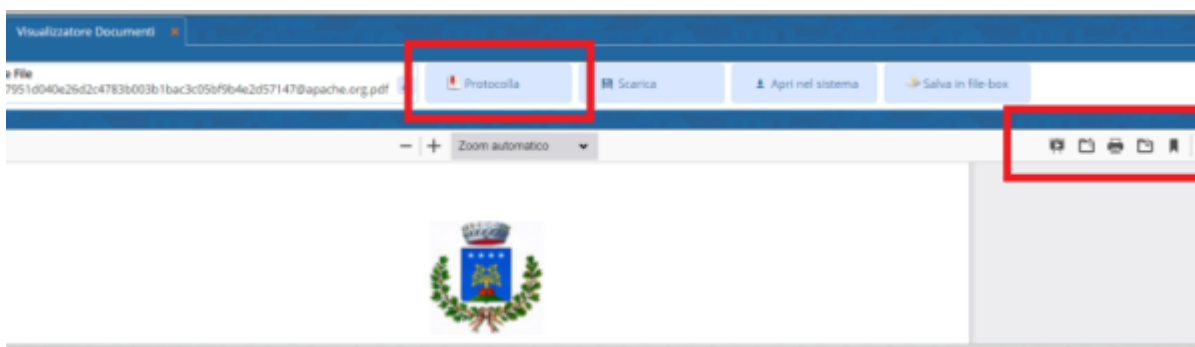 Visualizzatore Documenti
e File
7951d040e26d2c4783b003b1bac3c05bf9b4e2d57147@apache.org.pdf
Protocolla
Scarica
Apri nel sistema
Salva in file-box
Zoom automatico